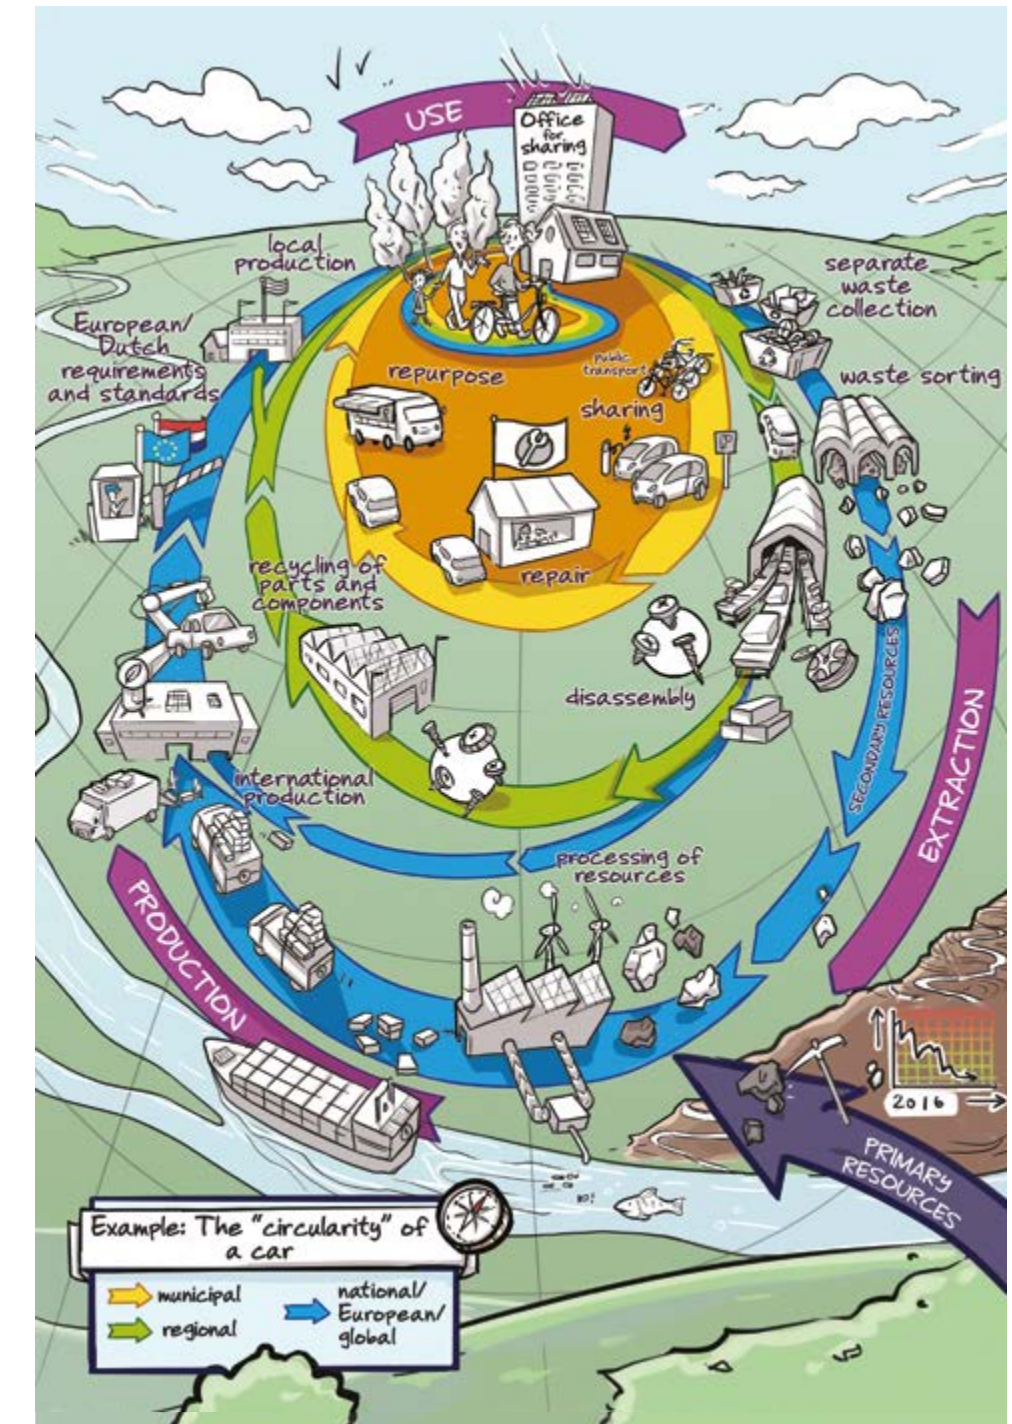 USE
Office
for
sharing
local
production
separate
waste
collection
European/
Dutch
requirements
and standards
repurpose
Public
transport
sharing
waste sorting
repair
recycling of
parts and
components
disassembly
SECONDARY RESOURCES
EXTRACTION
international
production
processing of
resources
PRODUCTION
2016
PRIMARY
RESOURCES
Example: The "circularity" of
a car
municipal
regional
national/
European/
global